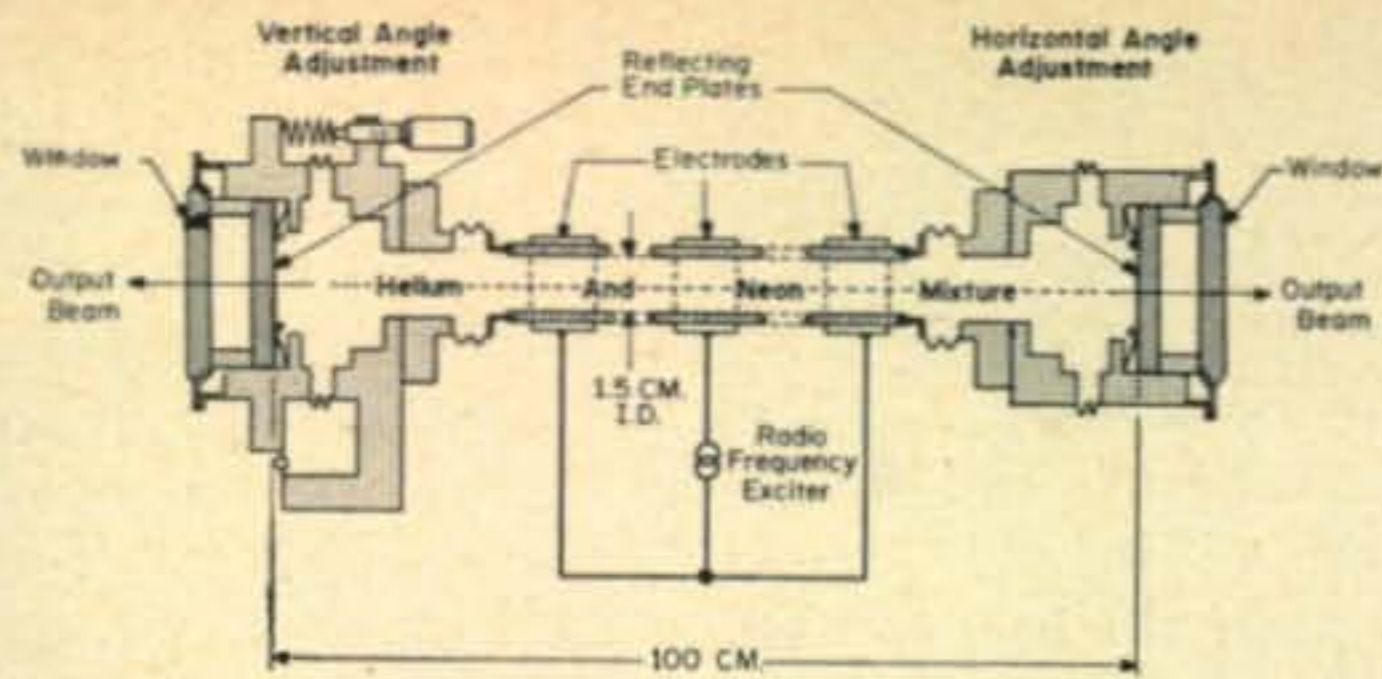 Vertical Angle
Adjustment
Horizontal Angle
Adjustment
Reflecting
End Plates
Window
Electrodes
Window
Output
Beam
Helium And Neon Mixture
Output
Beam
1.5 CM.
I.D.
Radio
Frequency
Exciter
100 CM.